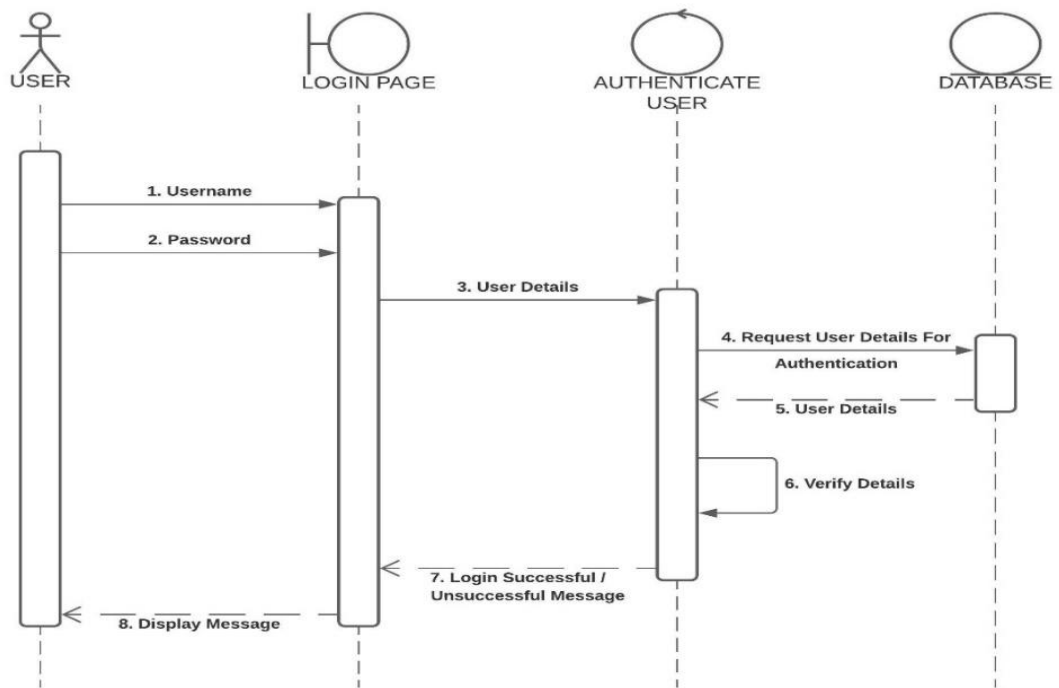 USER
LOGIN PAGE
AUTHENTICATE
USER
DATABASE
1. Username
2. Password
3. User Details
4. Request User Details For
Authentication
5. User Details
6. Verify Details
7. Login Successful /
Unsuccessful Message
8. Display Message